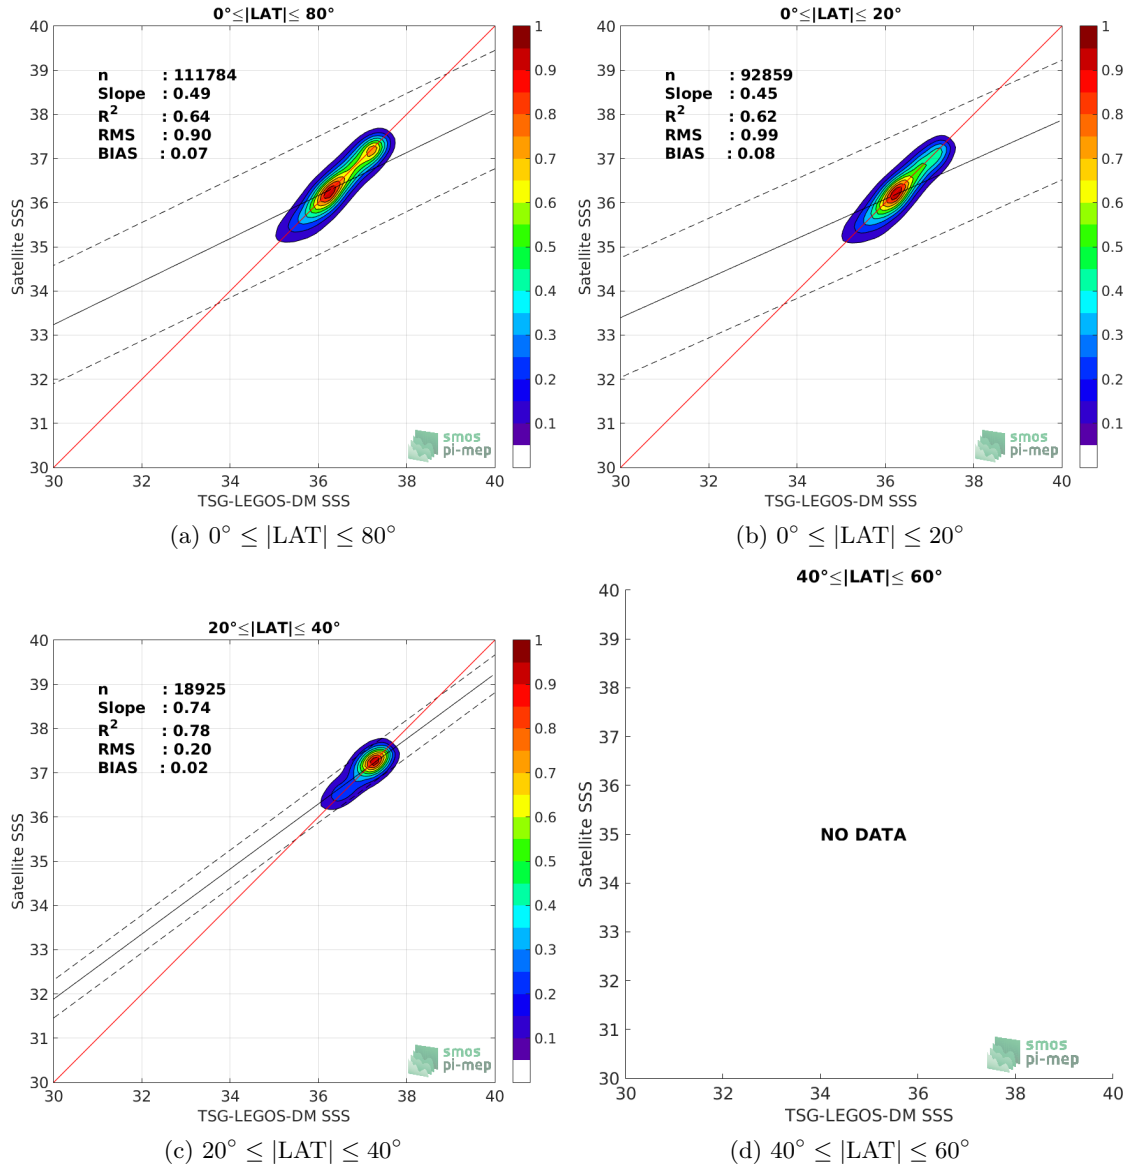 0°≤|LAT|≤ 80°
40
39
38
37
36
35
34
33
32
31
30
Satellite SSS
n : 111784
Slope : 0.49
R² : 0.64
RMS : 0.90
BIAS : 0.07
smos
pi-mep
30 32 34 36 38 40
TSG-LEGOS-DM SSS
1
0.9
0.8
0.7
0.6
0.5
0.4
0.3
0.2
0.1
(a) 0° ≤ |LAT| ≤ 80°
0°≤|LAT|≤ 20°
40
39
38
37
36
35
34
33
32
31
30
Satellite SSS
n : 92859
Slope : 0.45
R² : 0.62
RMS : 0.99
BIAS : 0.08
smos
pi-mep
30 32 34 36 38 40
TSG-LEGOS-DM SSS
1
0.9
0.8
0.7
0.6
0.5
0.4
0.3
0.2
0.1
(b) 0° ≤ |LAT| ≤ 20°
20°≤|LAT|≤ 40°
40
39
38
37
36
35
34
33
32
31
30
Satellite SSS
n : 18925
Slope : 0.74
R² : 0.78
RMS : 0.20
BIAS : 0.02
smos
pi-mep
30 32 34 36 38 40
TSG-LEGOS-DM SSS
1
0.9
0.8
0.7
0.6
0.5
0.4
0.3
0.2
0.1
(c) 20° ≤ |LAT| ≤ 40°
40°≤|LAT|≤ 60°
40
39
38
37
36
35
34
33
32
31
30
Satellite SSS
NO DATA
smos
pi-mep
30 32 34 36 38 40
TSG-LEGOS-DM SSS
(d) 40° ≤ |LAT| ≤ 60°